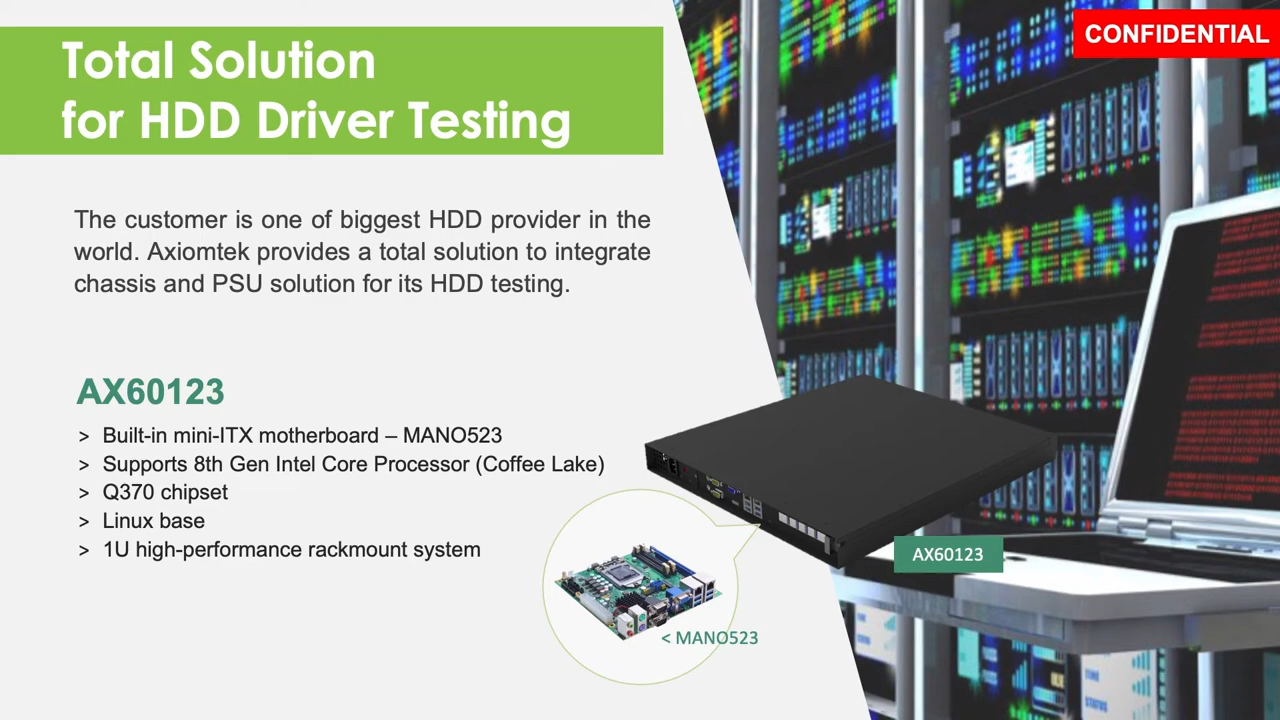 CONFIDENTIAL
Total Solution
for HDD Driver Testing
The customer is one of biggest HDD provider in the
world. Axiomtek provides a total solution to integrate
chassis and PSU solution for its HDD testing.
AX60123
> Built-in mini-ITX motherboard – MANO523
> Supports 8th Gen Intel Core Processor (Coffee Lake)
> Q370 chipset
> Linux base
> 1U high-performance rackmount system
AX60123
< MANO523